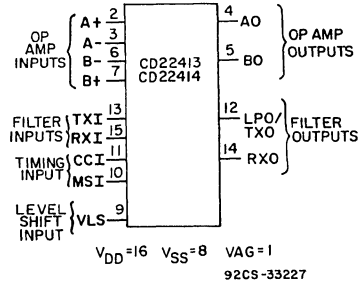 OP AMP INPUTS
A+ 2
A- 3
B- 6
B+ 7
CD22413
CD22414
4 AO
5 BO
OP AMP OUTPUTS
FILTER INPUTS
TXI 13
RXI 15
12 LPO/TXO
14 RXO
FILTER OUTPUTS
TIMING INPUT
CCI 11
MSI 10
LEVEL SHIFT INPUT
VLS 9
VDD=16 VSS=8 VAG=1
92CS-33227